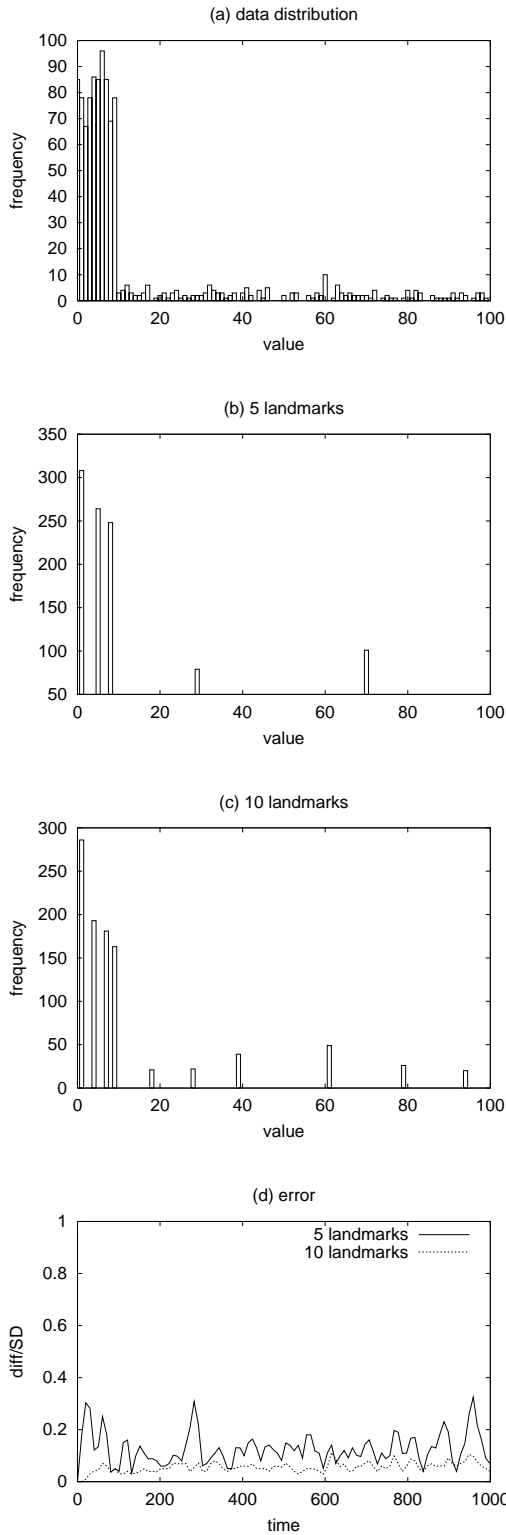 (a) data distribution
100
90
80
70
60
50
40
30
20
10
0
frequency
0 20 40 60 80 100
value
(b) 5 landmarks
350
300
250
200
150
100
50
frequency
0 20 40 60 80 100
value
(c) 10 landmarks
300
250
200
150
100
50
0
frequency
0 20 40 60 80 100
value
(d) error
1
0.8
0.6
0.4
0.2
0
diff/SD
5 landmarks
10 landmarks
0 200 400 600 800 1000
time